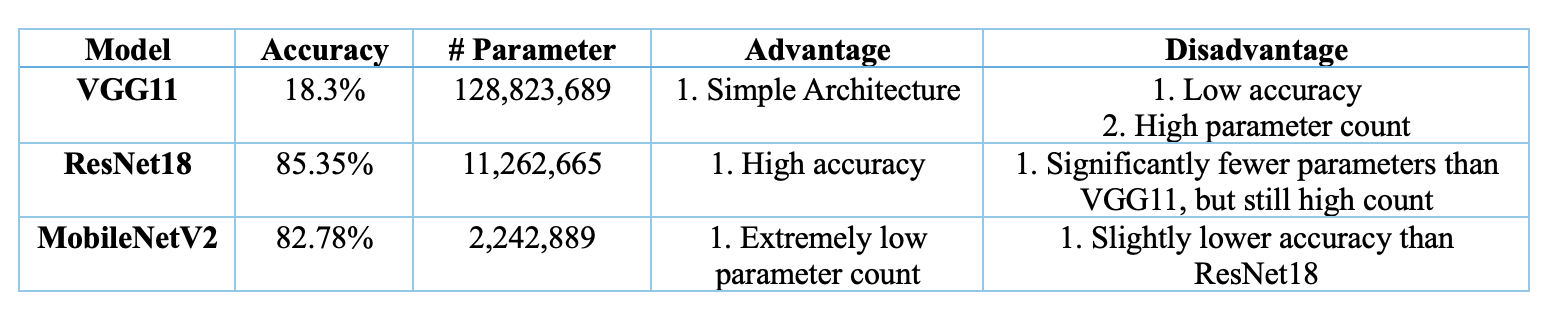 Model Accuracy # Parameter Advantage Disadvantage
VGG11 18.3% 128,823,689 1. Simple Architecture 1. Low accuracy
2. High parameter count
ResNet18 85.35% 11,262,665 1. High accuracy 1. Significantly fewer parameters than
VGG11, but still high count
MobileNetV2 82.78% 2,242,889 1. Extremely low 1. Slightly lower accuracy than
parameter count ResNet18